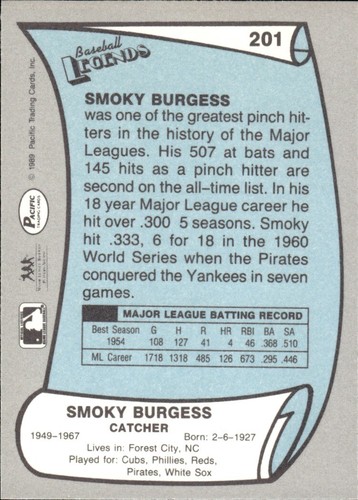 201
Baseball
LEGENDS
SMOKY BURGESS
was one of the greatest pinch hit-
ters in the history of the Major
Leagues. His 507 at bats and
145 hits as a pinch hitter are
second on the all-time list. In his
18 year Major League career he
hit over .300 5 seasons. Smoky
hit .333, 6 for 18 in the 1960
World Series when the Pirates
conquered the Yankees in seven
games.
MAJOR LEAGUE BATTING RECORD
Best Season G H R HR RBI BA SA
1954 108 127 41 4 46 .368 .510
ML Career 1718 1318 485 126 673 .295 .446
SMOKY BURGESS
CATCHER
1949-1967 Born: 2-6-1927
Lives in: Forest City, NC
Played for: Cubs, Phillies, Reds,
Pirates, White Sox
© 1989 Pacific Trading Cards, Inc.
PACIFIC
TRADING CARDS